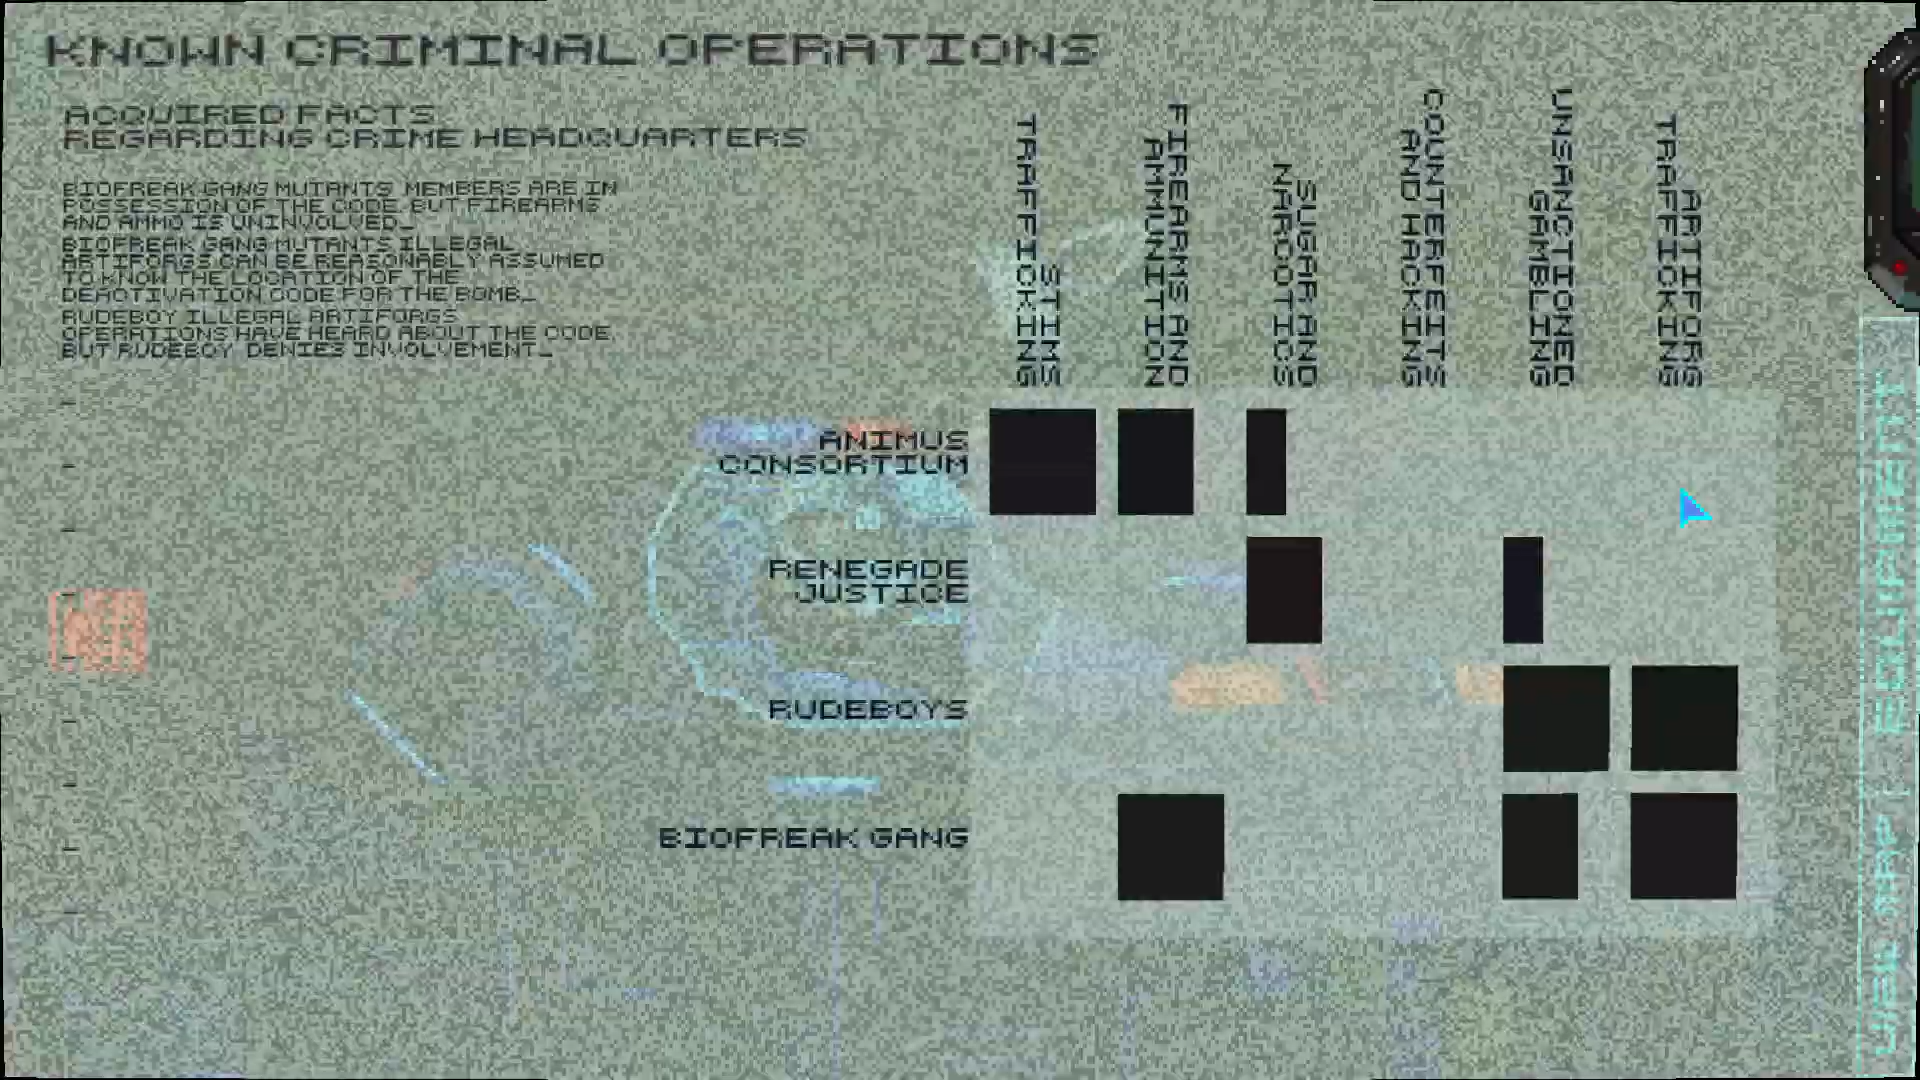 KNOWN CRIMINAL OPERATIONS
ACQUIRED FACTS
REGARDING CRIME HEADQUARTERS
BIOFREAK GANG MUTANTS MEMBERS ARE IN
POSSESSION OF THE CODE, BUT FIREARMS
AND AMMO IS UNINVOLVED_
BIOFREAK GANG MUTANTS ILLEGAL
ARTIFORGS CAN BE REASONABLY ASSUMED
TO KNOW THE LOCATION OF THE
DEACTIVATION CODE FOR THE BOMB_
RUDEBOY ILLEGAL ARTIFORGS
OPERATIONS HAVE HEARD ABOUT THE CODE,
BUT RUDEBOY DENIES INVOLVEMENT_
STIMS
TRAFFICKING
FIREARMS AND
AMMUNITION
SUGAR AND
NARCOTICS
COUNTERFEITS
AND HACKING
UNSANCTIONED
GAMBLING
ARTIFORG
TRAFFICKING
ANIMUS
CONSORTIUM
RENEGADE
JUSTICE
RUDEBOYS
BIOFREAK GANG
EQUIPMENT